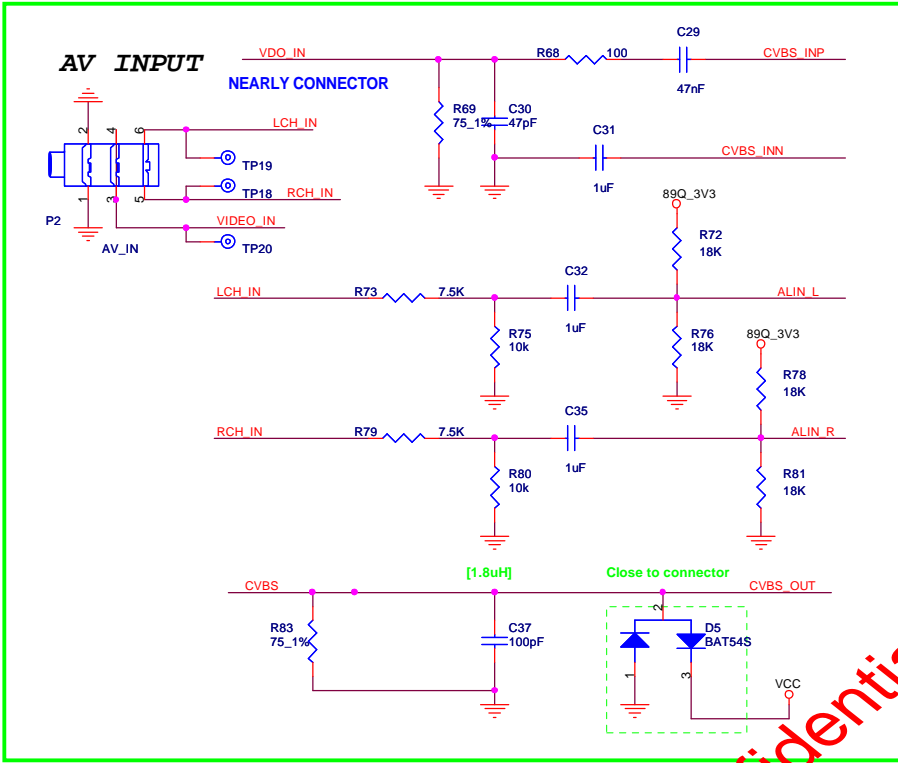 AV INPUT
NEARLY CONNECTOR
VDO_IN
R68
100
C29
47nF
CVBS_INP
R69
75_1%
C30
47pF
C31
1uF
CVBS_INN
2
4
6
LCH_IN
TP19
TP18
RCH_IN
1
3
5
P2
VIDEO_IN
AV_IN
TP20
89Q_3V3
R72
18K
LCH_IN
R73
7.5K
C32
1uF
ALIN_L
R75
10k
R76
18K
89Q_3V3
R78
18K
RCH_IN
R79
7.5K
C35
1uF
ALIN_R
R80
10k
R81
18K
[1.8uH]
Close to connector
CVBS
CVBS_OUT
R83
75_1%
C37
100pF
2
D5
BAT54S
1
3
VCC